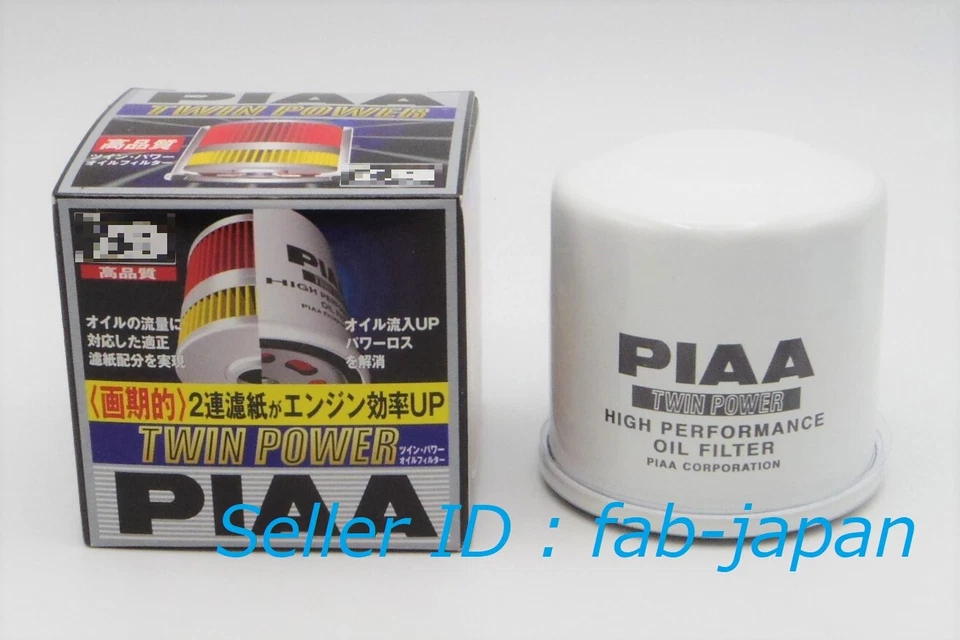 PIAA
TWIN POWER
高品質
ツイン・パワー
オイルフィルター
高品質
PIAA
HIGH PERFORMANCE
OIL FILTER
オイルの流量に
対応した適正
濾紙配分を実現
オイル流入UP
パワーロス
を解消
〈画期的〉2連濾紙がエンジン効率UP
TWIN POWER ツイン・パワー
オイルフィルター
PIAA
PIAA
TWIN POWER
HIGH PERFORMANCE
OIL FILTER
PIAA CORPORATION
Seller ID : fab-japan